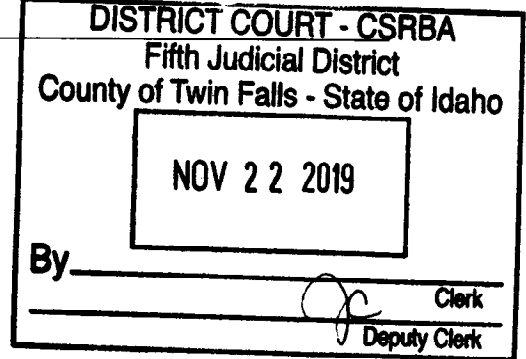 DISTRICT COURT - CSRBA
Fifth Judicial District
County of Twin Falls - State of Idaho
NOV 22 2019
By
Clerk
Deputy Clerk